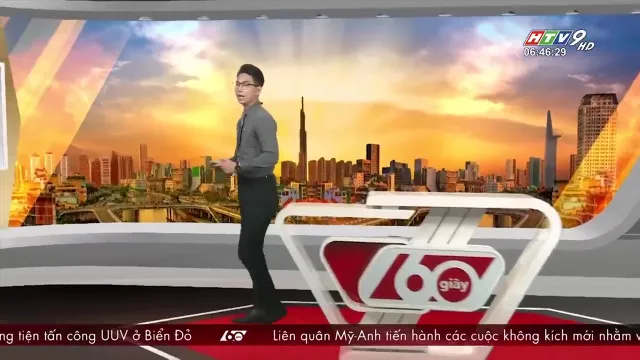 HTV9 HD
06:46:29
60 giây
ng tiện tấn công UUV ở Biển Đỏ 60 Liên quân Mỹ-Anh tiến hành các cuộc không kích mới nhằm v